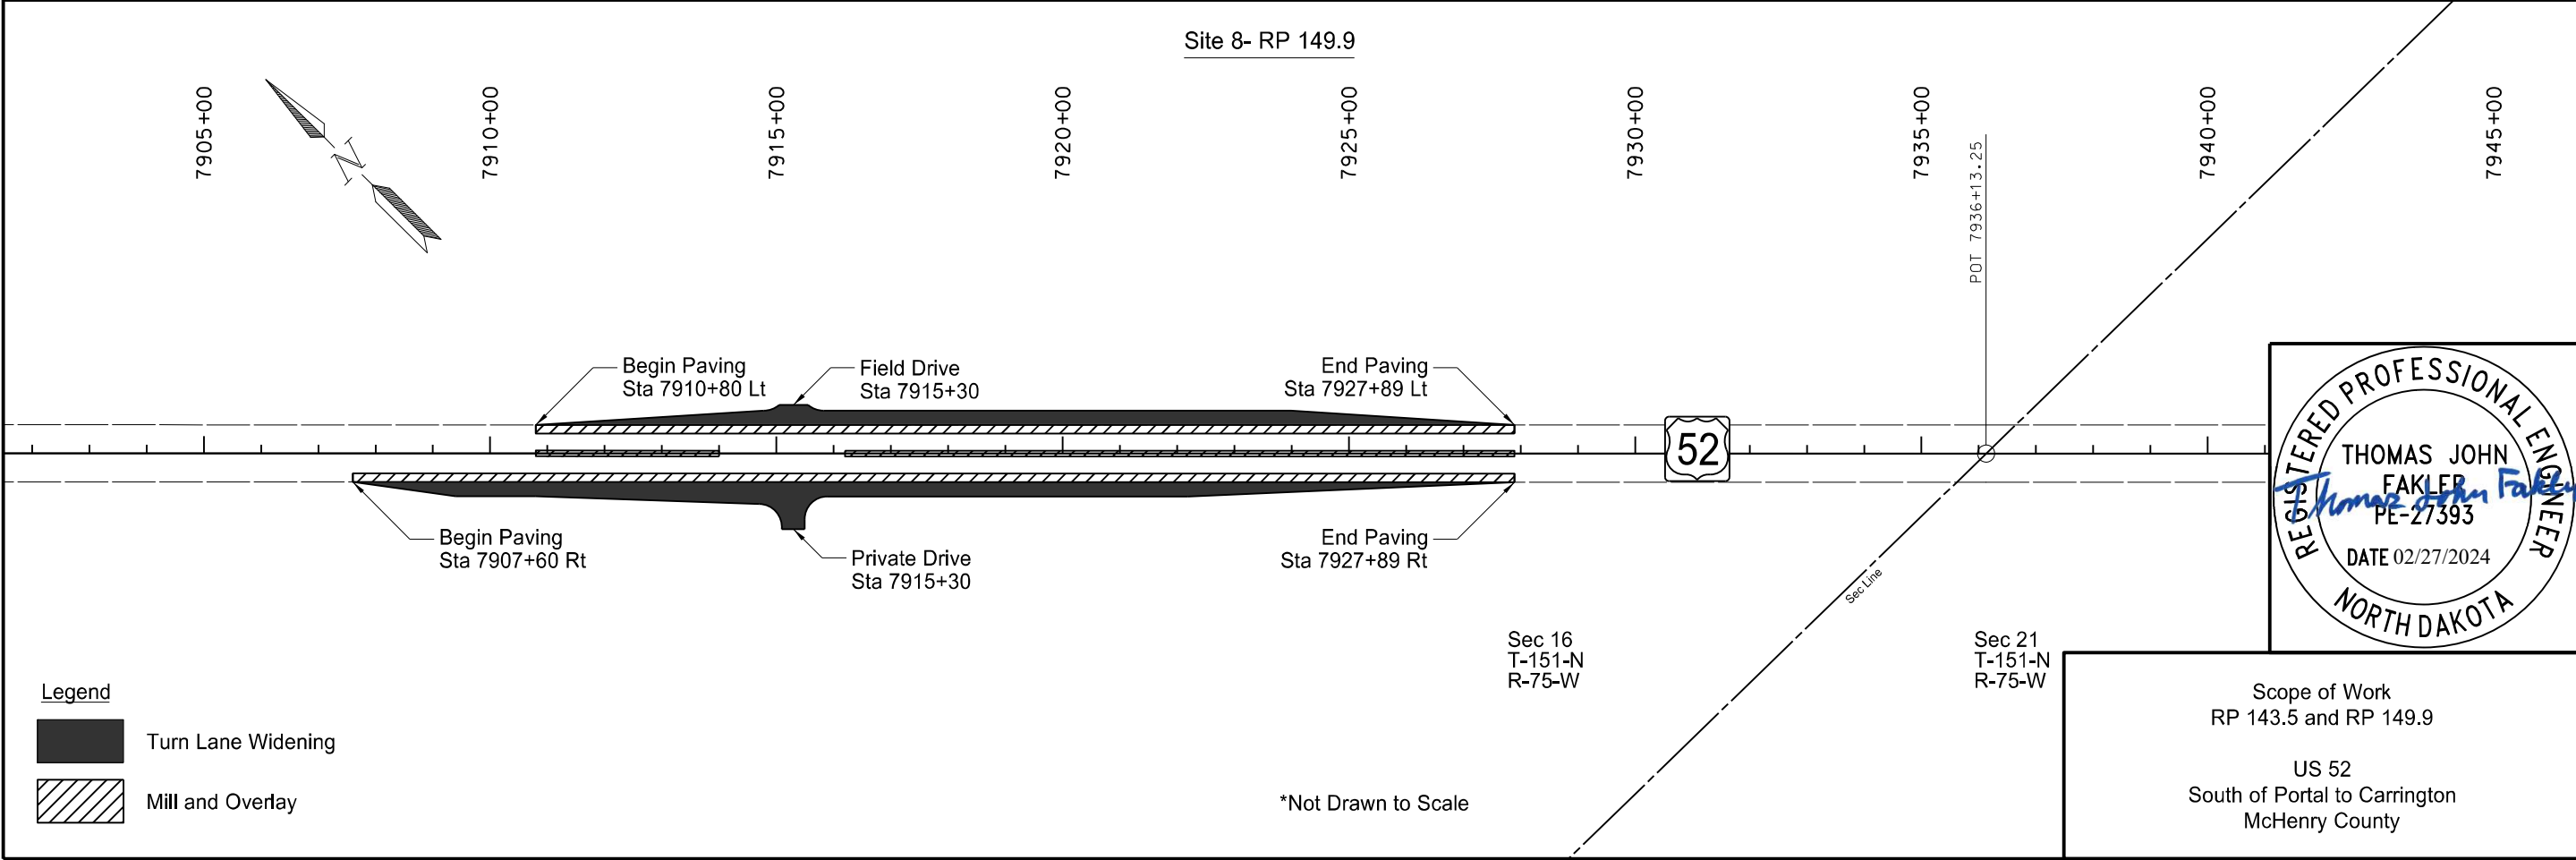 Site 8- RP 149.9
7905+00
7910+00
7915+00
7920+00
7925+00
7930+00
7935+00
7940+00
7945+00
N
POT 7936+13.25
Begin Paving
Sta 7910+80 Lt
Field Drive
Sta 7915+30
End Paving
Sta 7927+89 Lt
52
Begin Paving
Sta 7907+60 Rt
Private Drive
Sta 7915+30
End Paving
Sta 7927+89 Rt
Sec Line
Sec 16
T-151-N
R-75-W
Sec 21
T-151-N
R-75-W
REGISTERED PROFESSIONAL ENGINEER
THOMAS JOHN
FAKLER
Thomas John Fakler
PE-27393
DATE 02/27/2024
NORTH DAKOTA
Legend
Turn Lane Widening
Mill and Overlay
*Not Drawn to Scale
Scope of Work
RP 143.5 and RP 149.9
US 52
South of Portal to Carrington
McHenry County